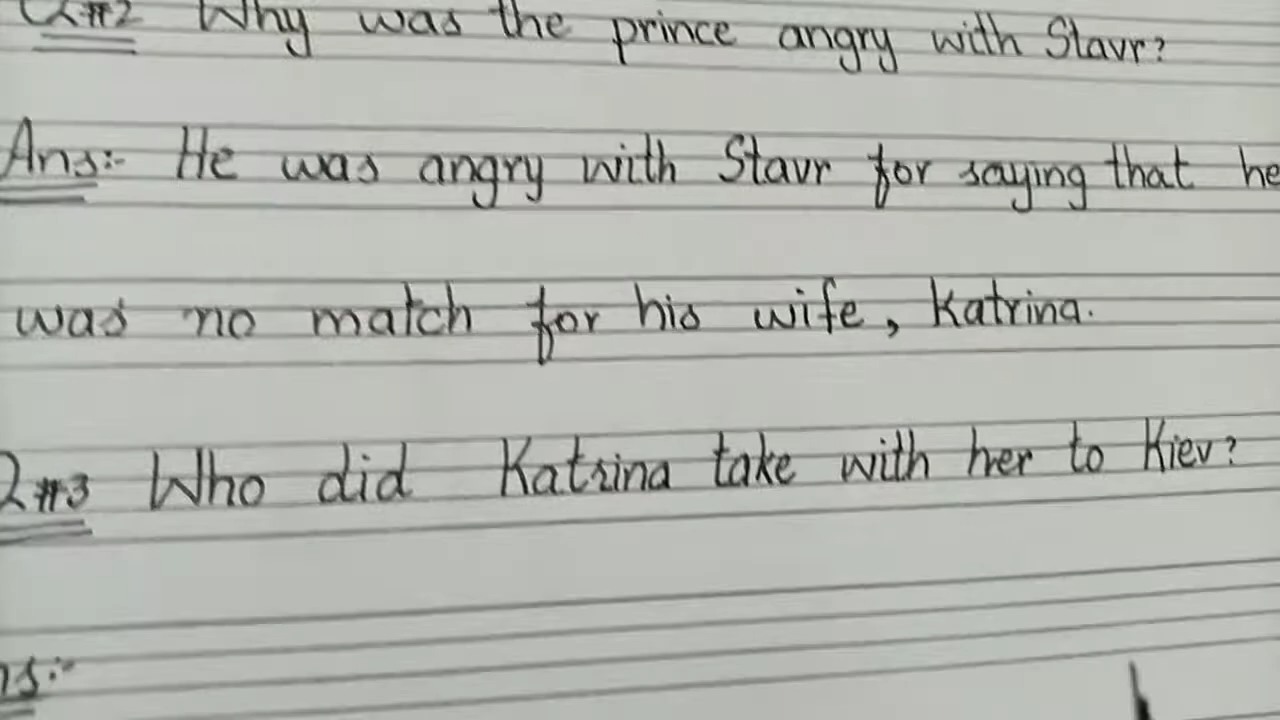 Q#2 Why was the prince angry with Stavr?
Ans:- He was angry with Stavr for saying that he
was no match for his wife, Katrina.
Q#3 Who did Katrina take with her to Kiev?
ns:-